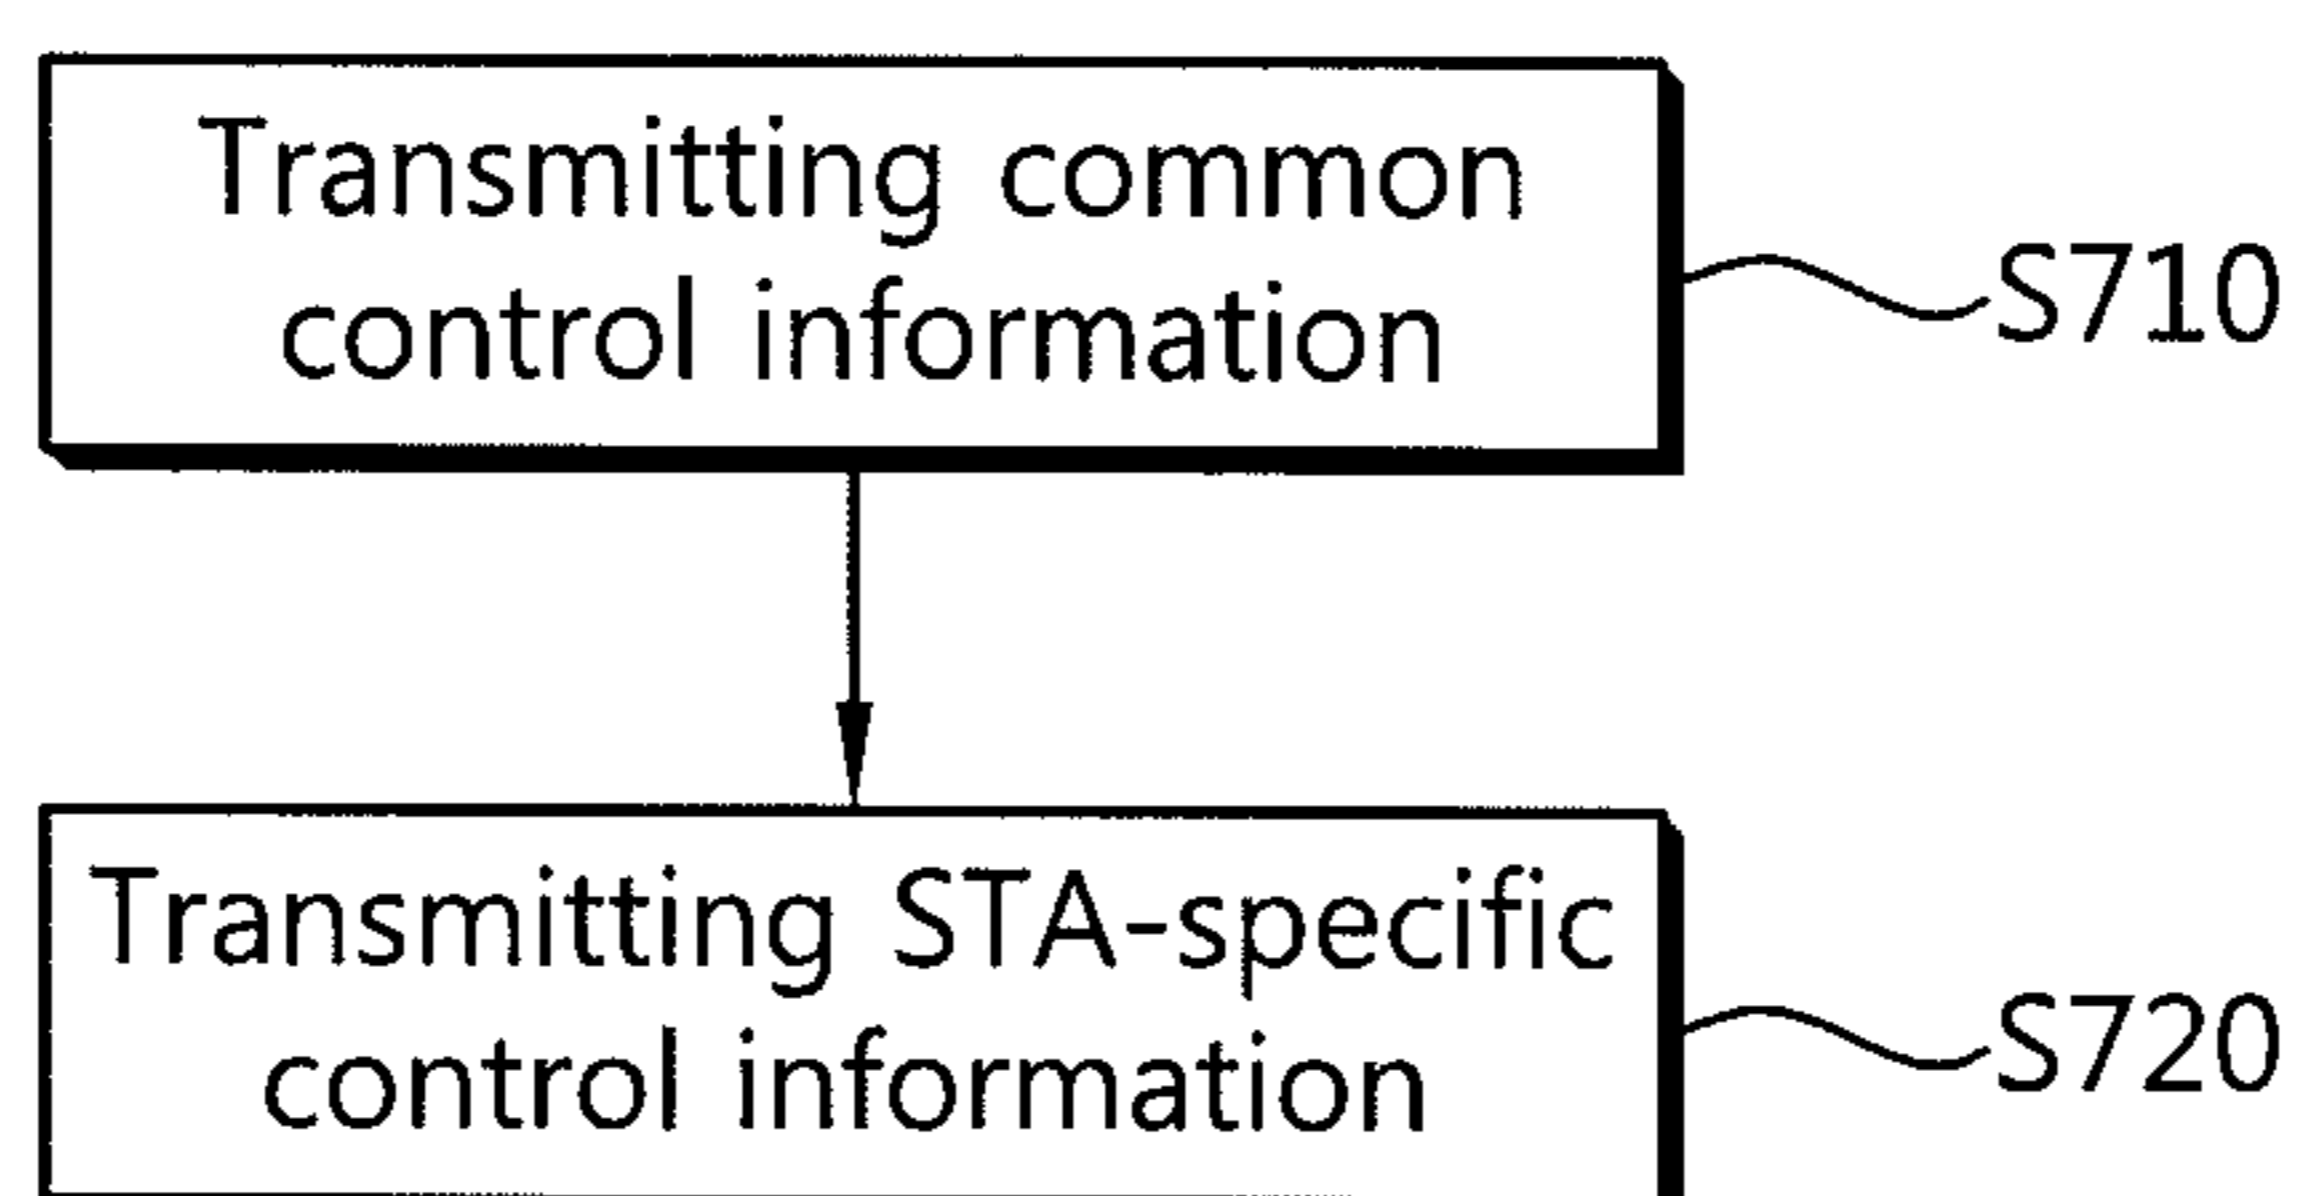 Transmitting common
control information
S710
Transmitting STA-specific
control information
S720